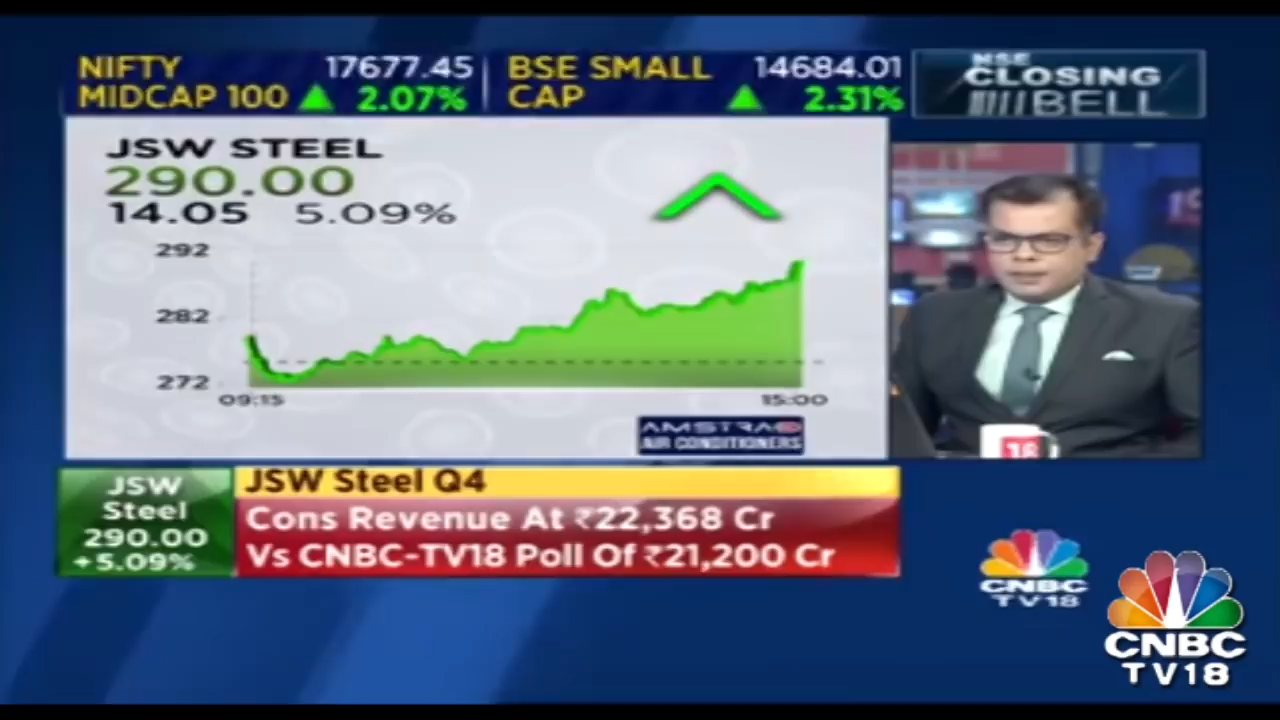 NIFTY 17677.45
MIDCAP 100 2.07%
BSE SMALL 14684.01
CAP 2.31%
NSE
CLOSING
BELL
JSW STEEL
290.00
14.05 5.09%
292
282
272
09:15 15:00
AMSTRAD
AIR CONDITIONERS
18
JSW
Steel
290.00
+5.09%
JSW Steel Q4
Cons Revenue At ₹22,368 Cr
Vs CNBC-TV18 Poll Of ₹21,200 Cr
CNBC
TV18
CNBC
TV18